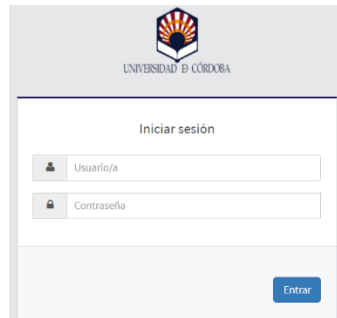 UNIVERSIDAD Ð CÓRDOBA
Iniciar sesión
Usuario/a
Contraseña
Entrar